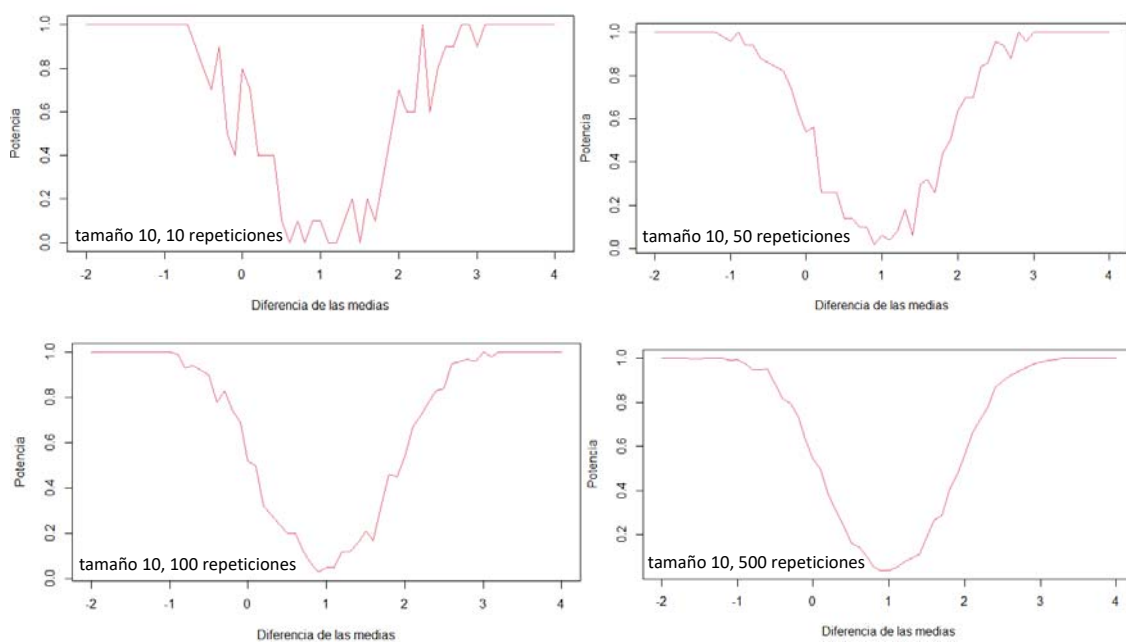 Potencia
1.0
0.8
0.6
0.4
0.2
0.0
tamaño 10, 10 repeticiones
-2 -1 0 1 2 3 4
Diferencia de las medias
Potencia
1.0
0.8
0.6
0.4
0.2
0.0
tamaño 10, 50 repeticiones
-2 -1 0 1 2 3 4
Diferencia de las medias
Potencia
1.0
0.8
0.6
0.4
0.2
0.0
tamaño 10, 100 repeticiones
-2 -1 0 1 2 3 4
Diferencia de las medias
Potencia
1.0
0.8
0.6
0.4
0.2
tamaño 10, 500 repeticiones
-2 -1 0 1 2 3 4
Diferencia de las medias